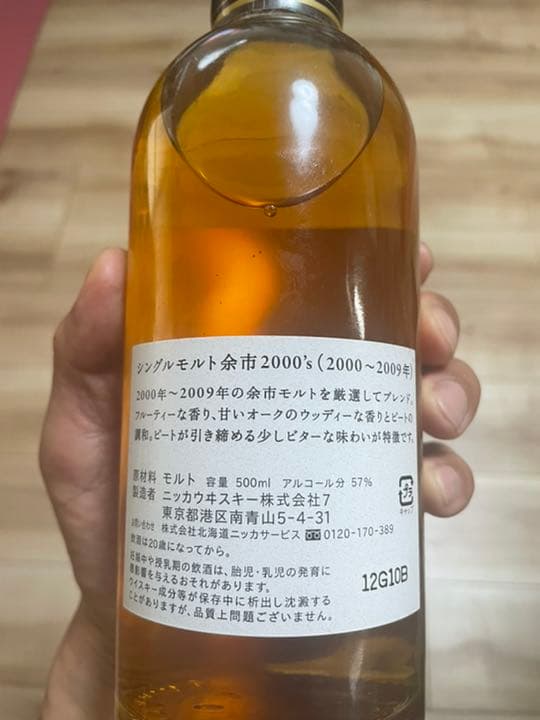 シングルモルト余市2000's（2000～2009年）
2000年～2009年の余市モルトを厳選してブレンド。
フルーティーな香り、甘いオークのウッディーな香りとピートの
調和。ピートが引き締める少しビターな味わいが特徴です。
原材料 モルト 容量 500ml アルコール分 57%
製造者 ニッカウヰスキー株式会社7
東京都港区南青山5-4-31
お問い合わせ 株式会社北海道ニッカサービス 0120-170-389
飲酒は20歳になってから。
妊娠中や授乳期の飲酒は、胎児・乳児の発育に
悪影響を与えるおそれがあります。
ウイスキー成分等が保存中に析出し沈澱する
ことがありますが、品質上問題ございません。
プラ
キャップ
12G10B